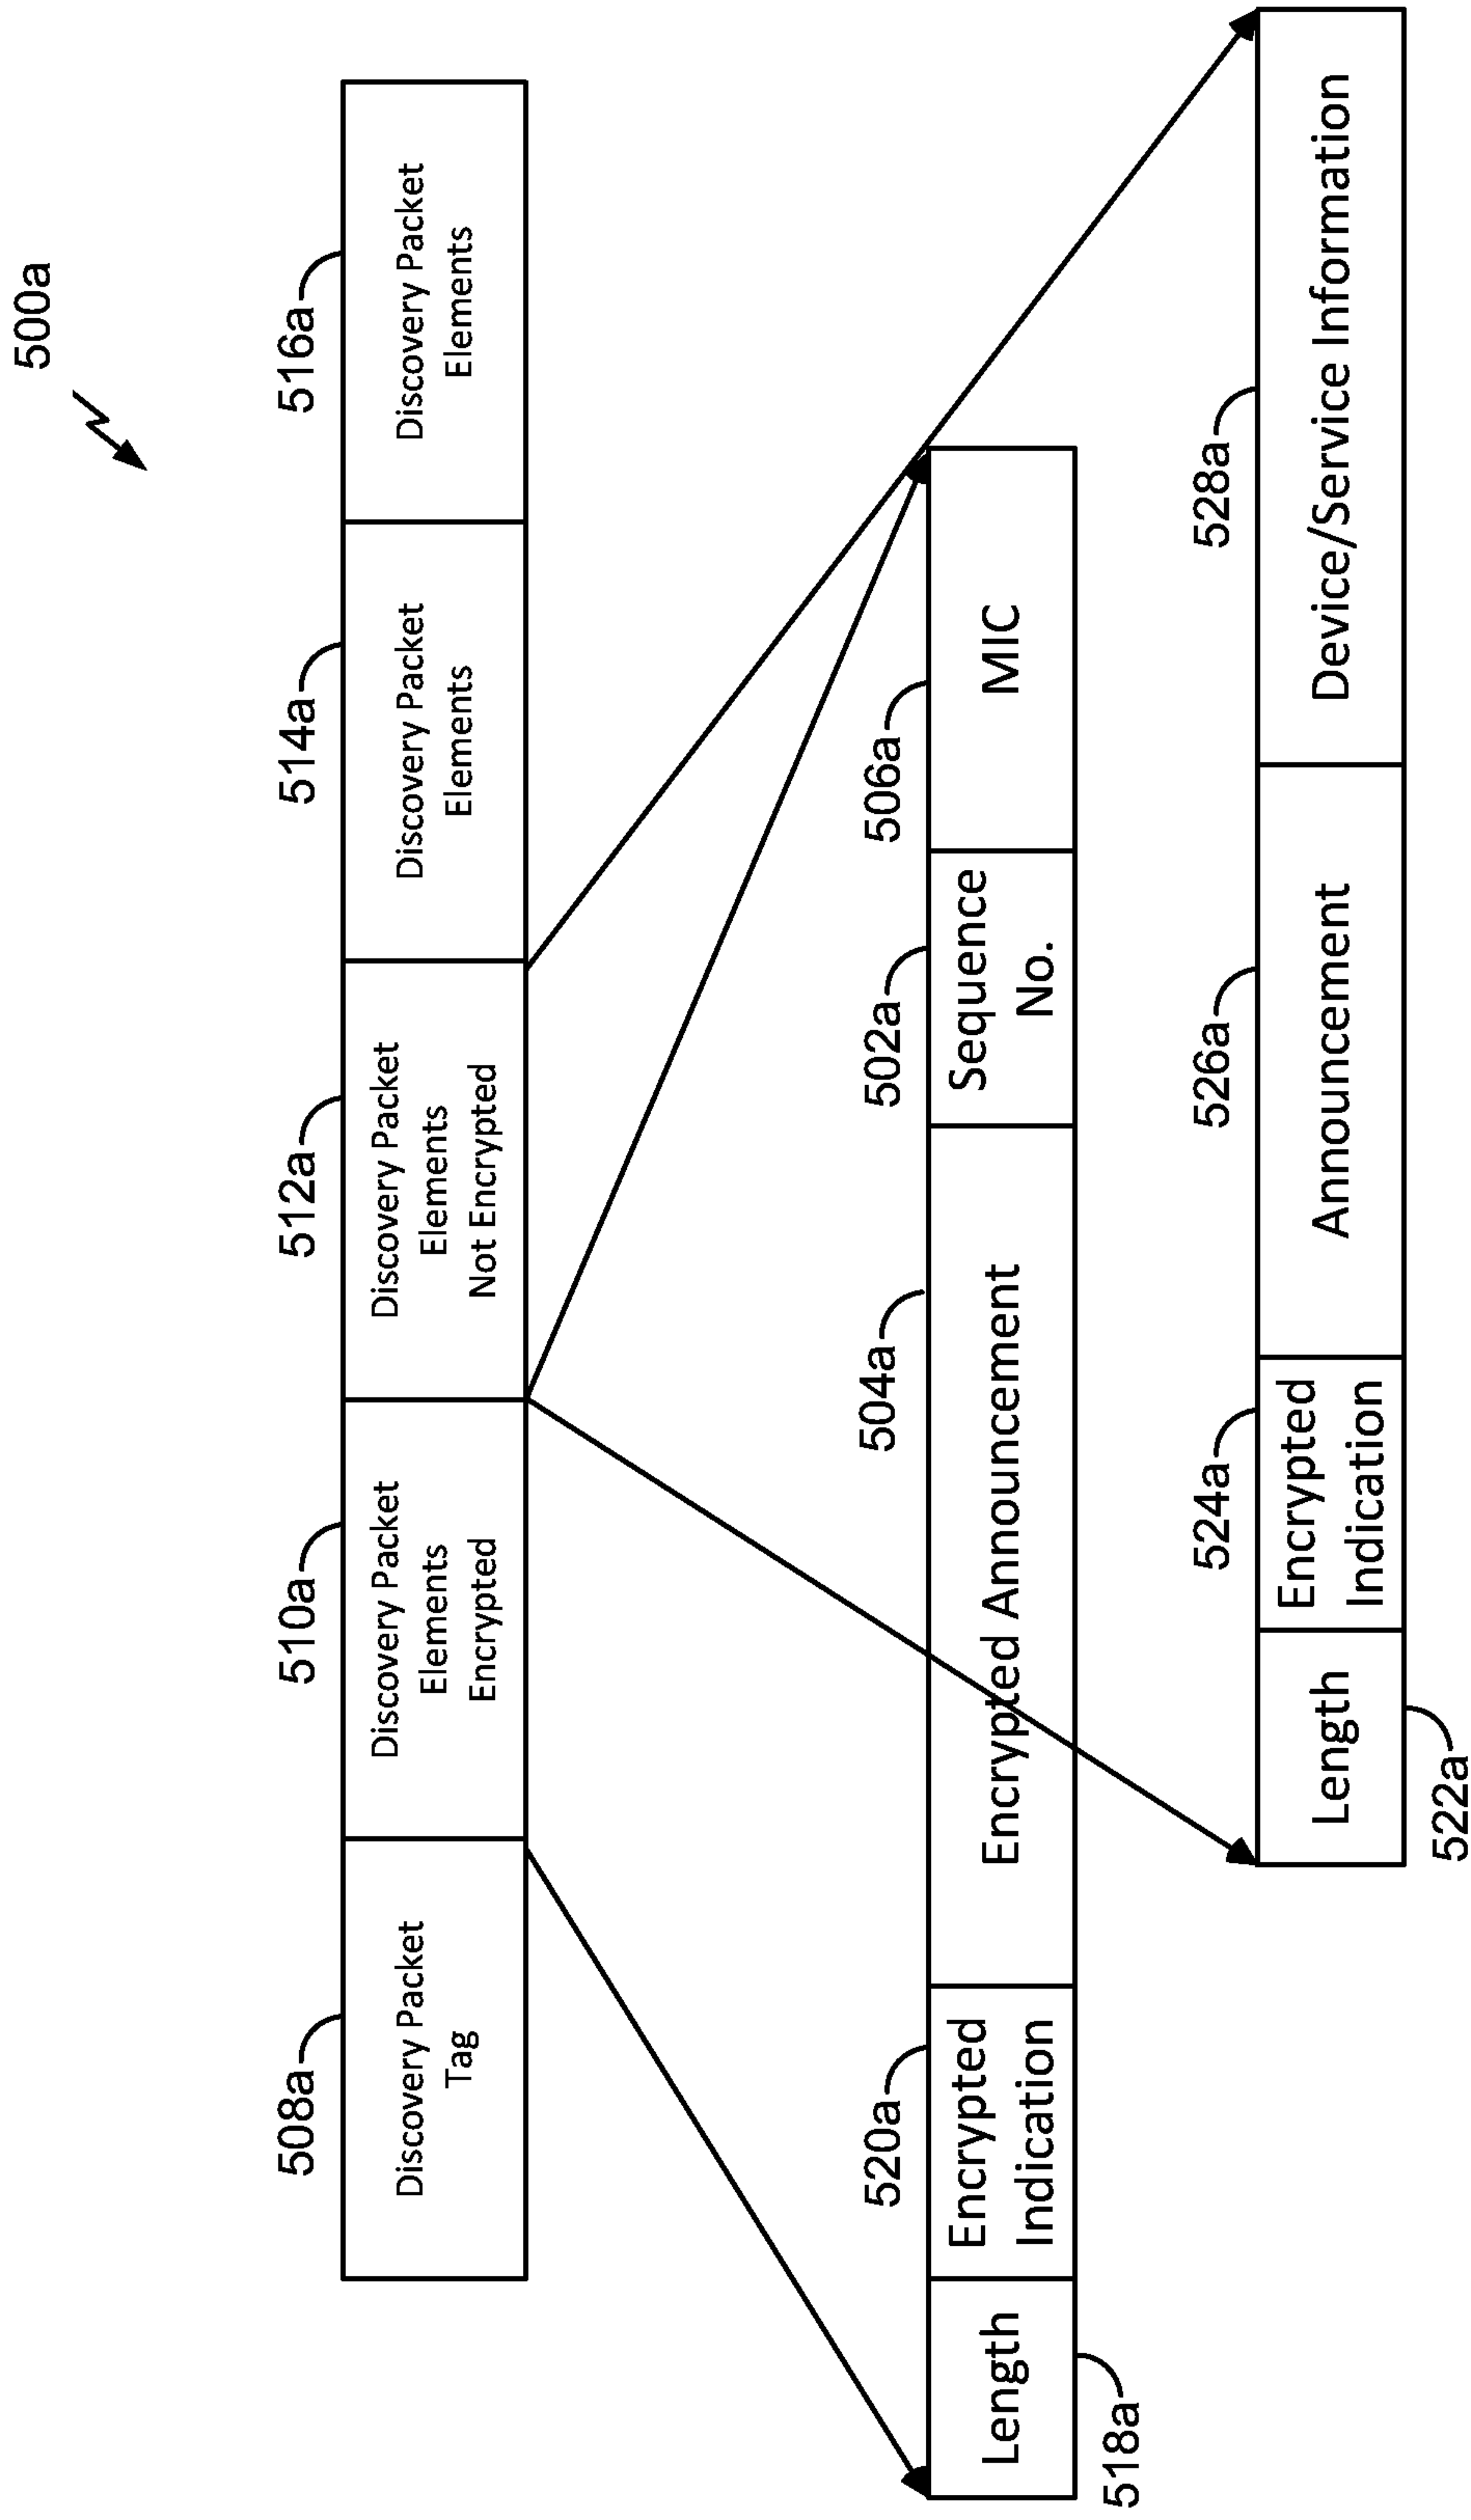 500a
508a
510a
512a
514a
516a
Discovery Packet
Tag
Discovery Packet
Elements
Encrypted
Discovery Packet
Elements
Not Encrypted
Discovery Packet
Elements
Discovery Packet
Elements
520a
504a
502a
506a
Length
Encrypted
Indication
Encrypted Announcement
Sequence
No.
MIC
518a
524a
526a
528a
Length
Encrypted
Indication
Announcement
Device/Service Information
522a